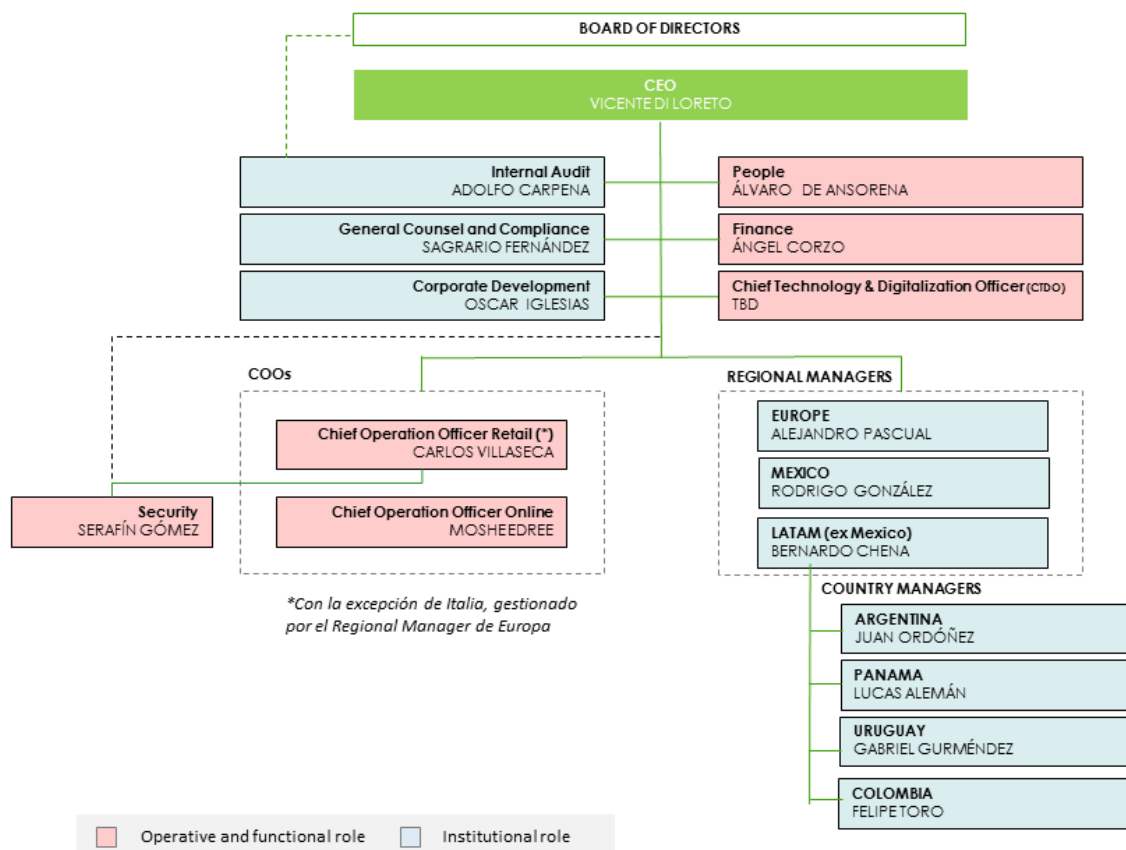 BOARD OF DIRECTORS
CEO
VICENTE DI LORETO
Internal Audit
ADOLFO CARPENA
People
ÁLVARO DE ANSORENA
General Counsel and Compliance
SAGRARIO FERNÁNDEZ
Finance
ÁNGEL CORZO
Corporate Development
OSCAR IGLESIAS
Chief Technology & Digitalization Officer (CTDO)
TBD
COOs
Chief Operation Officer Retail (*)
CARLOS VILLASECA
Chief Operation Officer Online
MOSHEEDREE
Security
SERAFÍN GÓMEZ
*Con la excepción de Italia, gestionado
por el Regional Manager de Europa
REGIONAL MANAGERS
EUROPE
ALEJANDRO PASCUAL
MEXICO
RODRIGO GONZÁLEZ
LATAM (ex Mexico)
BERNARDO CHENA
COUNTRY MANAGERS
ARGENTINA
JUAN ORDÓÑEZ
PANAMA
LUCAS ALEMÁN
URUGUAY
GABRIEL GURMÉNDEZ
COLOMBIA
FELIPE TORO
Operative and functional role
Institutional role